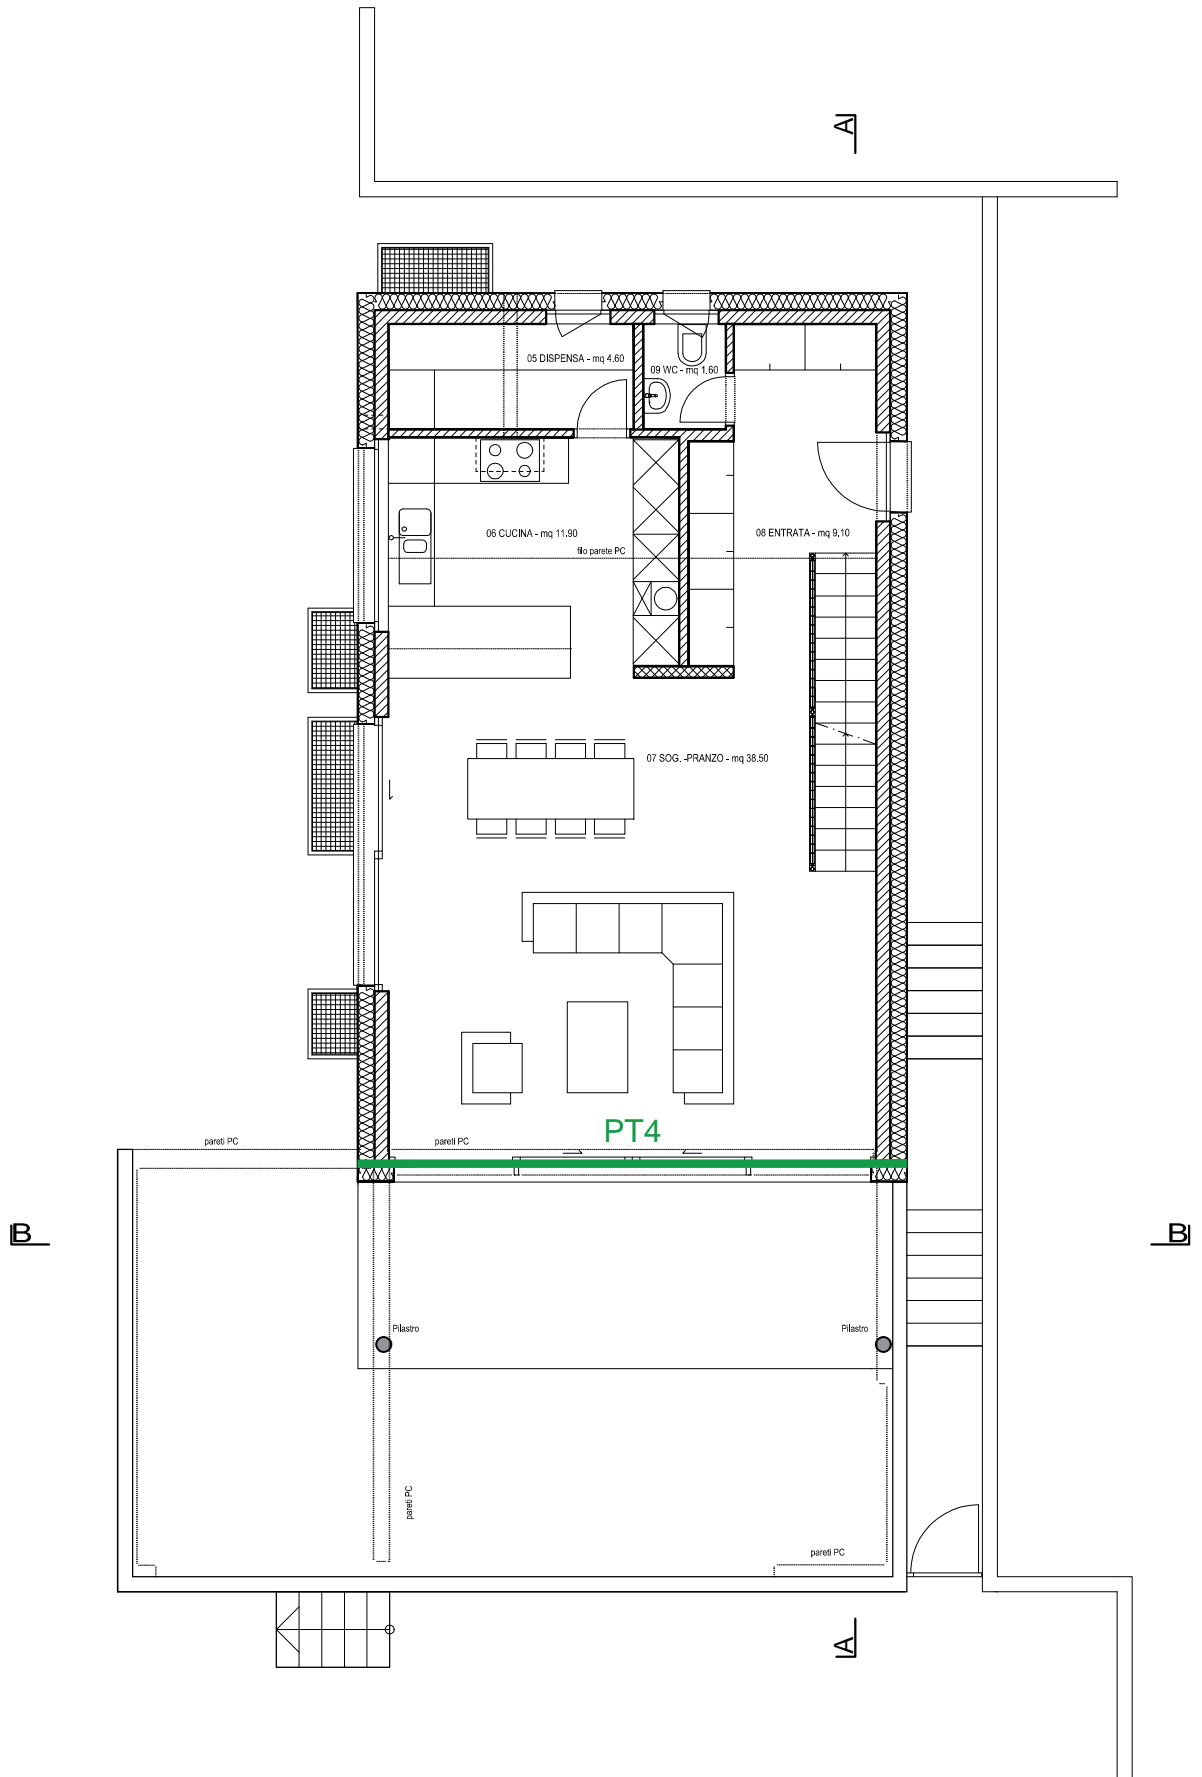 A
05 DISPENSA - mq 4.60
09 WC - mq 1.60
06 CUCINA - mq 11.90
08 ENTRATA - mq 9.10
filo parete PC
07 SOG. -PRANZO - mq 38.50
PT4
pareti PC
pareti PC
B
B
Pilastro
Pilastro
pareti PC
pareti PC
A